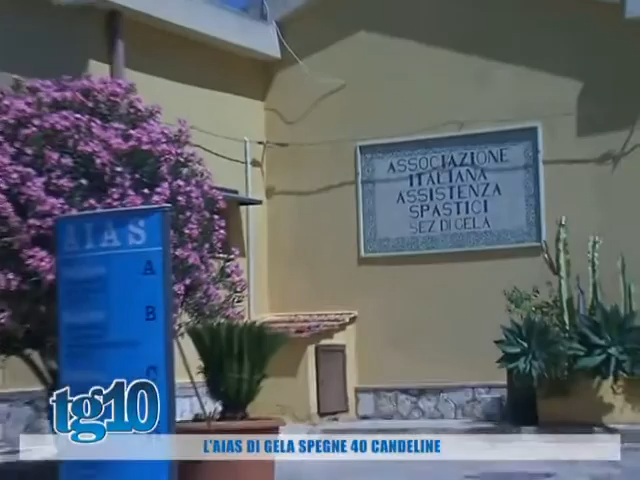 ASSOCIAZIONE
ITALIANA
ASSISTENZA
SPASTICI
SEZ DI GELA
AIAS
A
B
C
tg10
L'AIAS DI GELA SPEGNE 40 CANDELINE